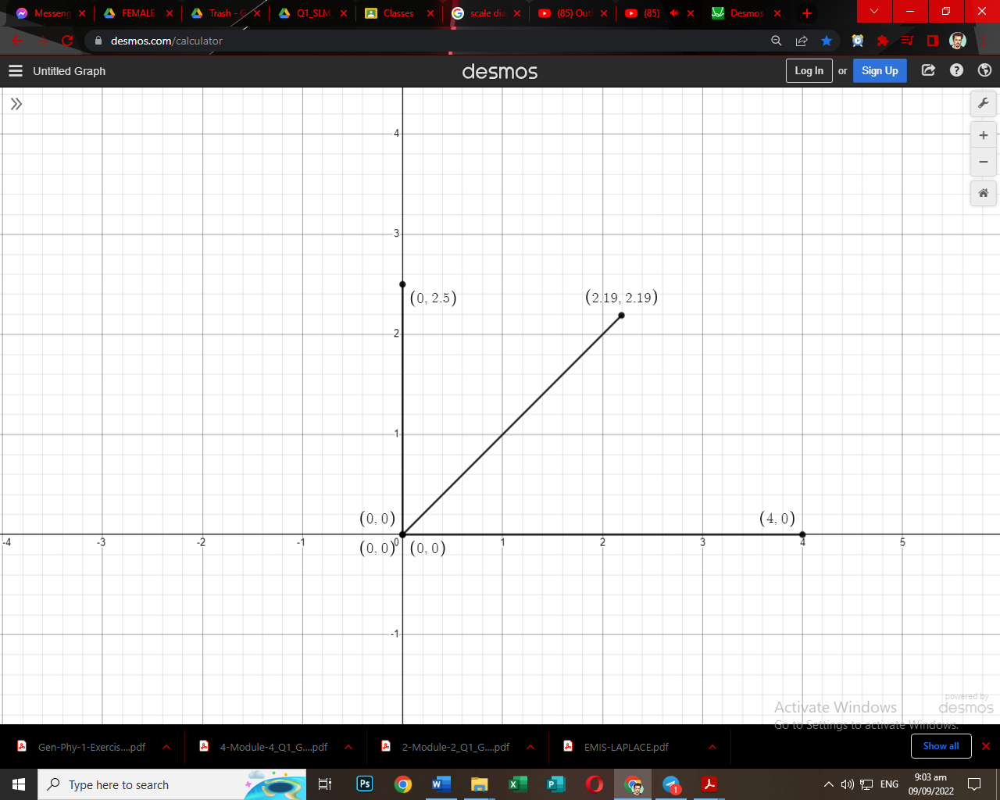 Messeng
FEMALE
Trash - G
Q1_SLM
Classes
scale dia
(85) Out
(85)
Desmos
desmos.com/calculator
Untitled Graph
desmos
Log In or Sign Up
4
3
(0, 2.5)
(2.19, 2.19)
2
1
(0, 0)
(4, 0)
-4 -3 -2 -1 0 1 2 3 4 5
(0, 0) (0, 0)
-1
powered by
desmos
Activate Windows
Go to Settings to activate Windows.
Gen-Phy-1-Exercis....pdf
4-Module-4_Q1_G....pdf
2-Module-2_Q1_G....pdf
EMIS-LAPLACE.pdf
Show all
Type here to search
Ps
1
ENG
9:03 am
09/09/2022